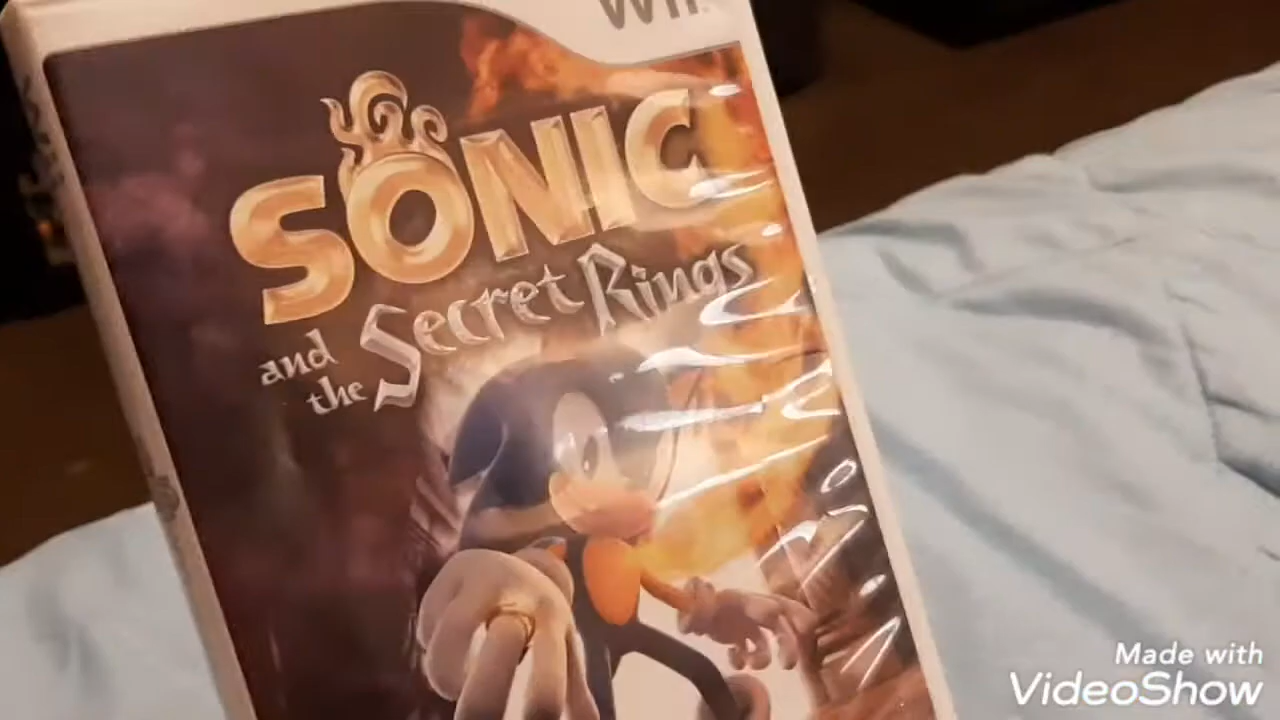 Wii
SONIC
and the Secret Rings
Made with
VideoShow